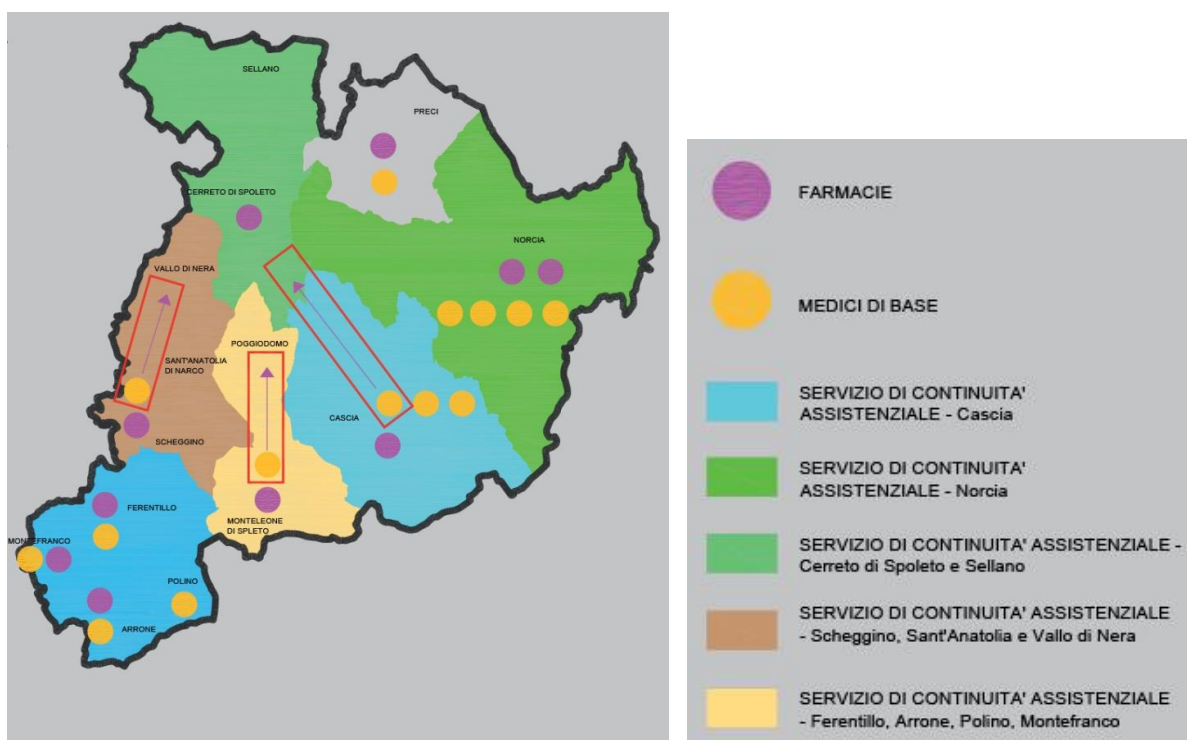 SELLANO
PRECI
CERRETO DI SPOLETO
NORCIA
VALLO DI NERA
POGGIODOMO
SANT'ANATOLIA
DI NARCO
CASCIA
SCHEGGINO
FERENTILLO
MONTELEONE
DI SPLETO
MONTEFRANCO
POLINO
ARRONE
FARMACIE
MEDICI DI BASE
SERVIZIO DI CONTINUITA'
ASSISTENZIALE - Cascia
SERVIZIO DI CONTINUITA'
ASSISTENZIALE - Norcia
SERVIZIO DI CONTINUITA' ASSISTENZIALE -
Cerreto di Spoleto e Sellano
SERVIZIO DI CONTINUITA' ASSISTENZIALE
- Scheggino, Sant'Anatolia e Vallo di Nera
SERVIZIO DI CONTINUITA' ASSISTENZIALE
- Ferentillo, Arrone, Polino, Montefranco